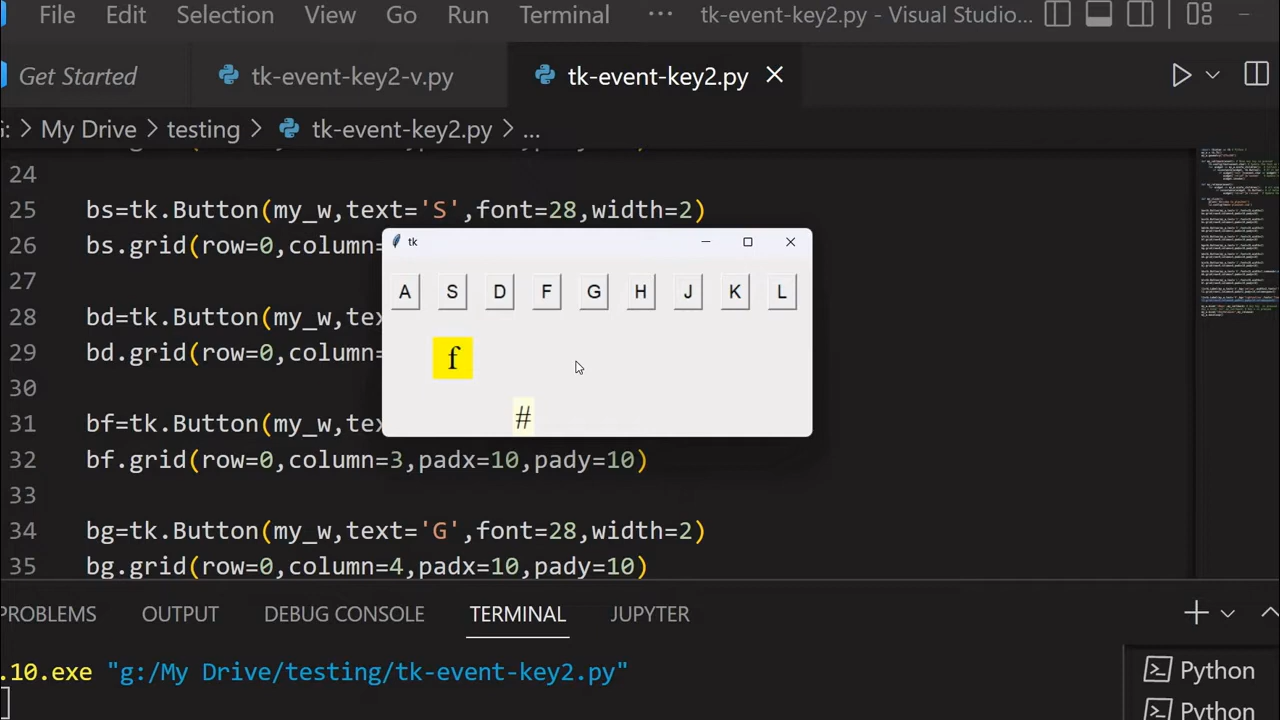 File Edit Selection View Go Run Terminal ··· tk-event-key2.py - Visual Studio...
Get Started tk-event-key2-v.py tk-event-key2.py
: > My Drive > testing > tk-event-key2.py > ...
24
25 bs=tk.Button(my_w,text='S',font=28,width=2)
26 bs.grid(row=0,column=
27
28 bd=tk.Button(my_w,te
29 bd.grid(row=0,column=
30
31 bf=tk.Button(my_w,te
32 bf.grid(row=0,column=3,padx=10,pady=10)
33
34 bg=tk.Button(my_w,text='G',font=28,width=2)
35 bg.grid(row=0,column=4,padx=10,pady=10)
tk
A S D F G H J K L
f
#
PROBLEMS OUTPUT DEBUG CONSOLE TERMINAL JUPYTER
.10.exe "g:/My Drive/testing/tk-event-key2.py"
Python
Python